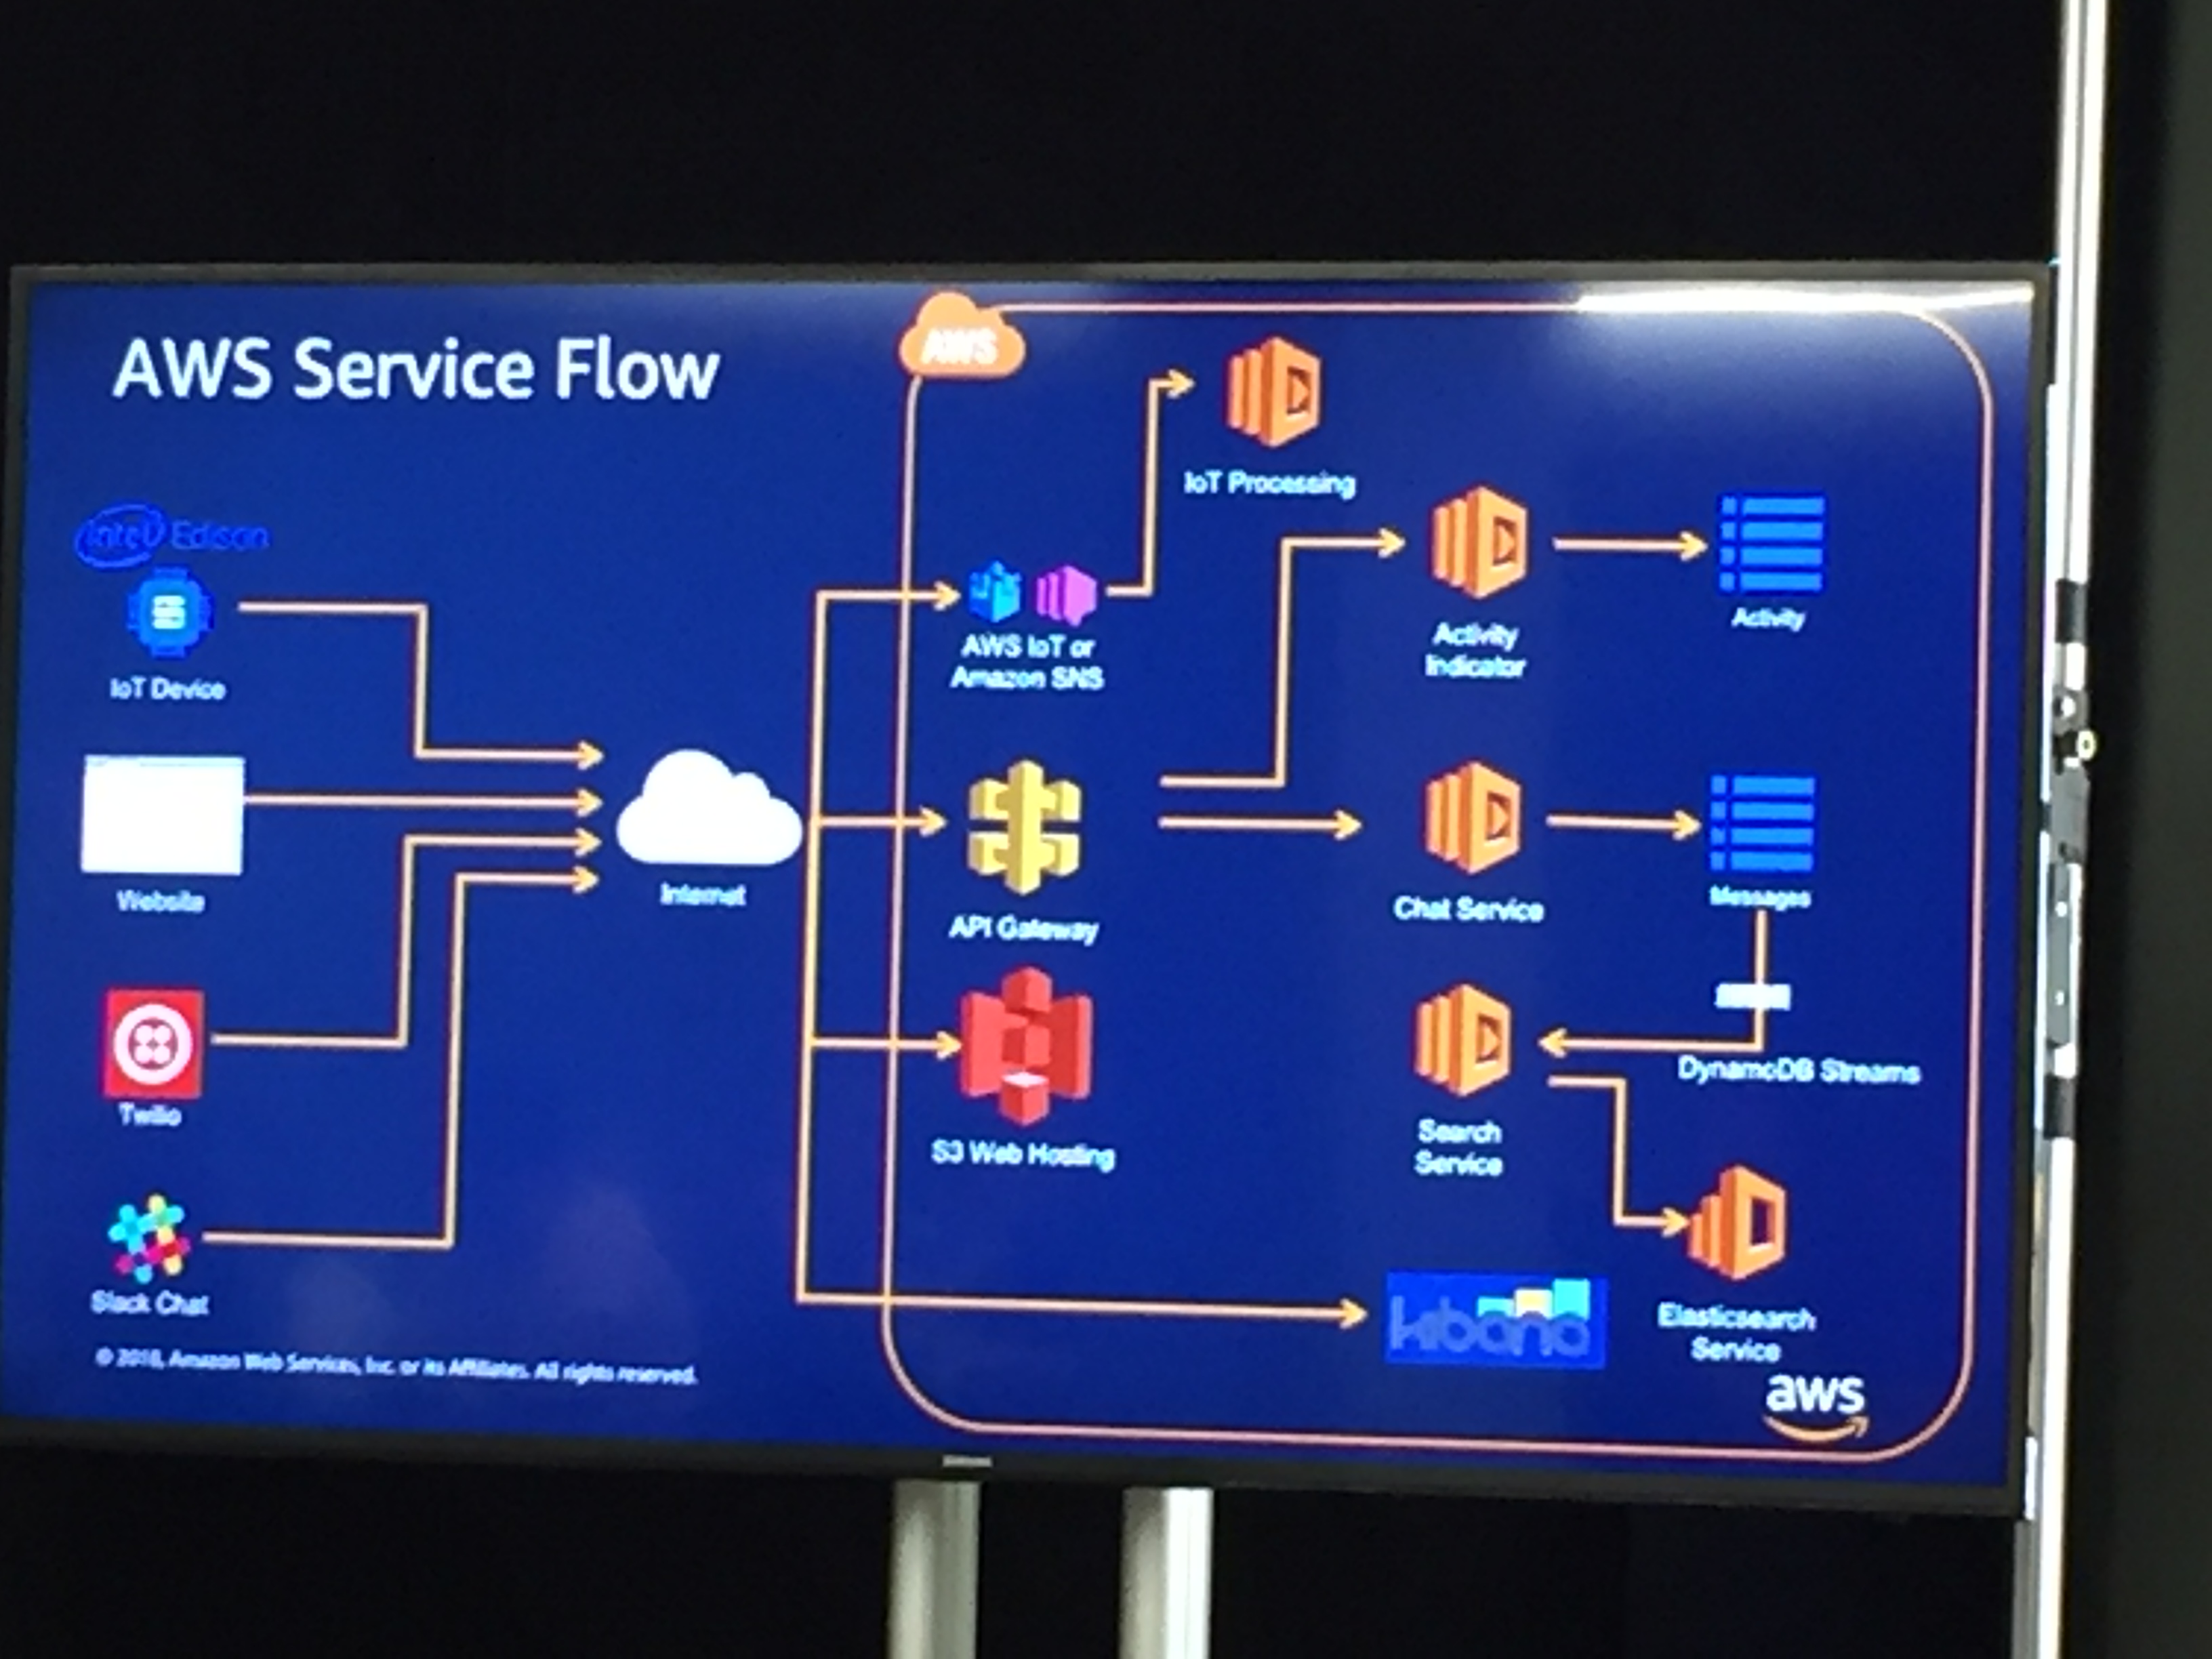 AWS Service Flow
AWS
IoT Processing
intel Edison
IoT Device
AWS IoT or
Amazon SNS
Activity
Indicator
Activity
Website
Internet
API Gateway
Chat Service
Messages
Twilio
S3 Web Hosting
Search
Service
DynamoDB Streams
Slack Chat
kibana
Elasticsearch
Service
© 2018, Amazon Web Services, Inc. or its Affiliates. All rights reserved.
aws
SAMSUNG